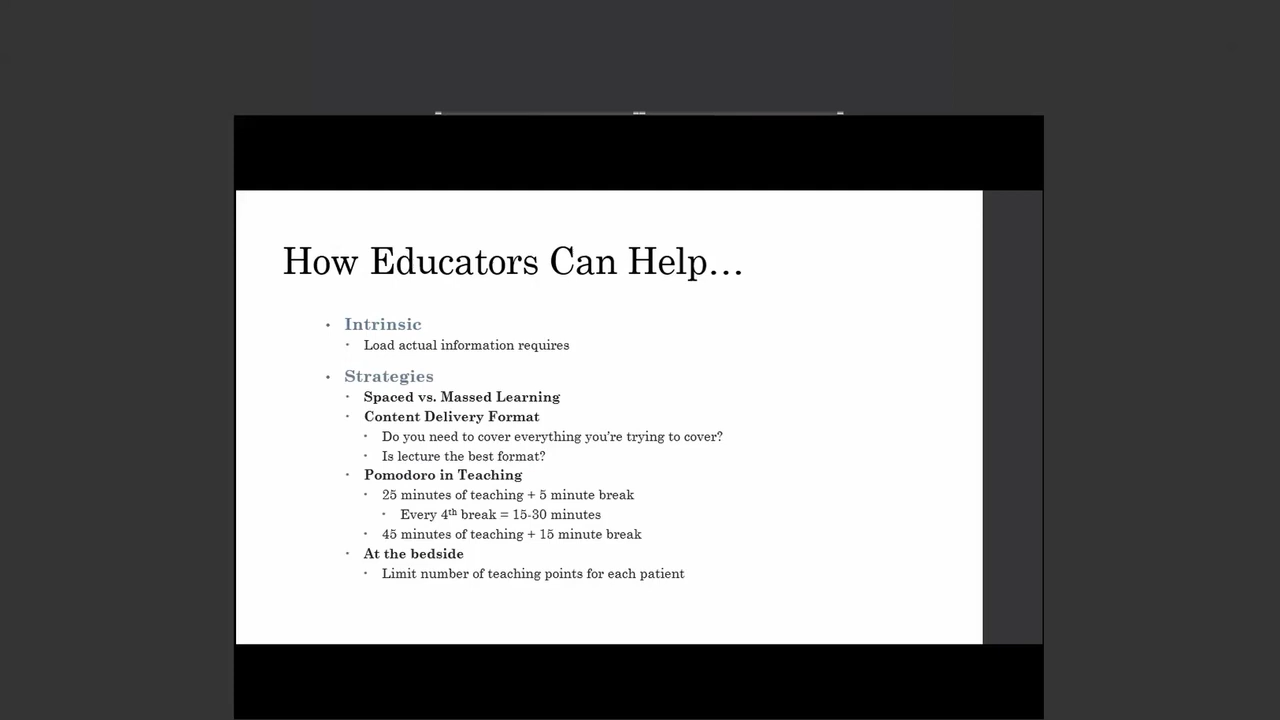 How Educators Can Help…
• Intrinsic
• Load actual information requires
• Strategies
• Spaced vs. Massed Learning
• Content Delivery Format
• Do you need to cover everything you're trying to cover?
• Is lecture the best format?
• Pomodoro in Teaching
• 25 minutes of teaching + 5 minute break
• Every 4th break = 15-30 minutes
• 45 minutes of teaching + 15 minute break
• At the bedside
• Limit number of teaching points for each patient